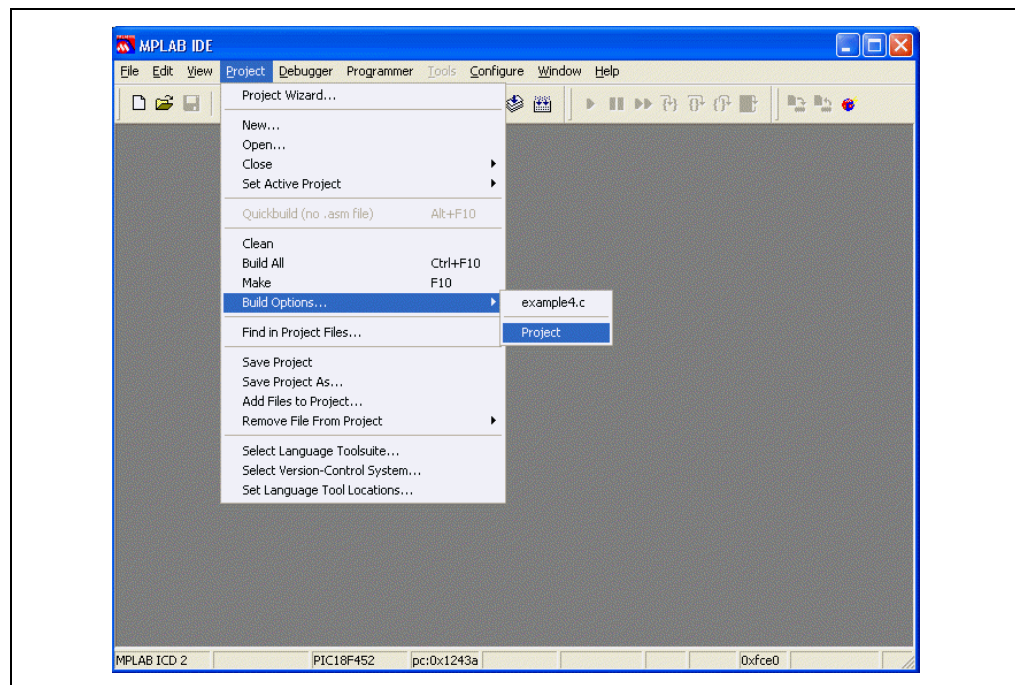 MPLAB IDE
File Edit View Project Debugger Programmer Tools Configure Window Help
Project Wizard...
New...
Open...
Close
Set Active Project
Quickbuild (no .asm file) Alt+F10
Clean
Build All Ctrl+F10
Make F10
Build Options... example4.c
Find in Project Files... Project
Save Project
Save Project As...
Add Files to Project...
Remove File From Project
Select Language Toolsuite...
Select Version-Control System...
Set Language Tool Locations...
MPLAB ICD 2 PIC18F452 pc:0x1243a 0xfce0